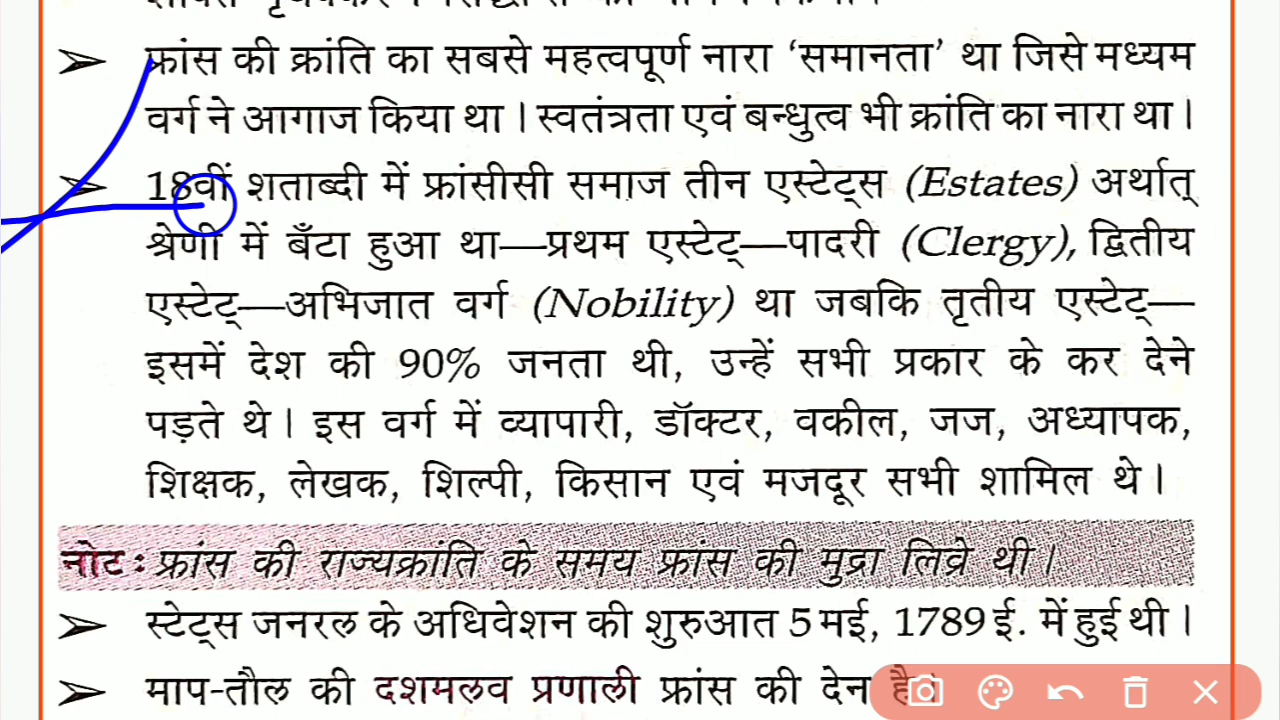 ➢ फ्रांस की क्रांति का सबसे महत्वपूर्ण नारा ‘समानता’ था जिसे मध्यम
वर्ग ने आगाज किया था। स्वतंत्रता एवं बन्धुत्व भी क्रांति का नारा था।
➢ 18वीं शताब्दी में फ्रांसीसी समाज तीन एस्टेट्स (Estates) अर्थात्
श्रेणी में बँटा हुआ था—प्रथम एस्टेट्—पादरी (Clergy), द्वितीय
एस्टेट्—अभिजात वर्ग (Nobility) था जबकि तृतीय एस्टेट्—
इसमें देश की 90% जनता थी, उन्हें सभी प्रकार के कर देने
पड़ते थे। इस वर्ग में व्यापारी, डॉक्टर, वकील, जज, अध्यापक,
शिक्षक, लेखक, शिल्पी, किसान एवं मजदूर सभी शामिल थे।
नोट : फ्रांस की राज्यक्रांति के समय फ्रांस की मुद्रा लिव्रे थी।
➢ स्टेट्स जनरल के अधिवेशन की शुरुआत 5 मई, 1789 ई. में हुई थी।
➢ माप-तौल की दशमलव प्रणाली फ्रांस की देन है।